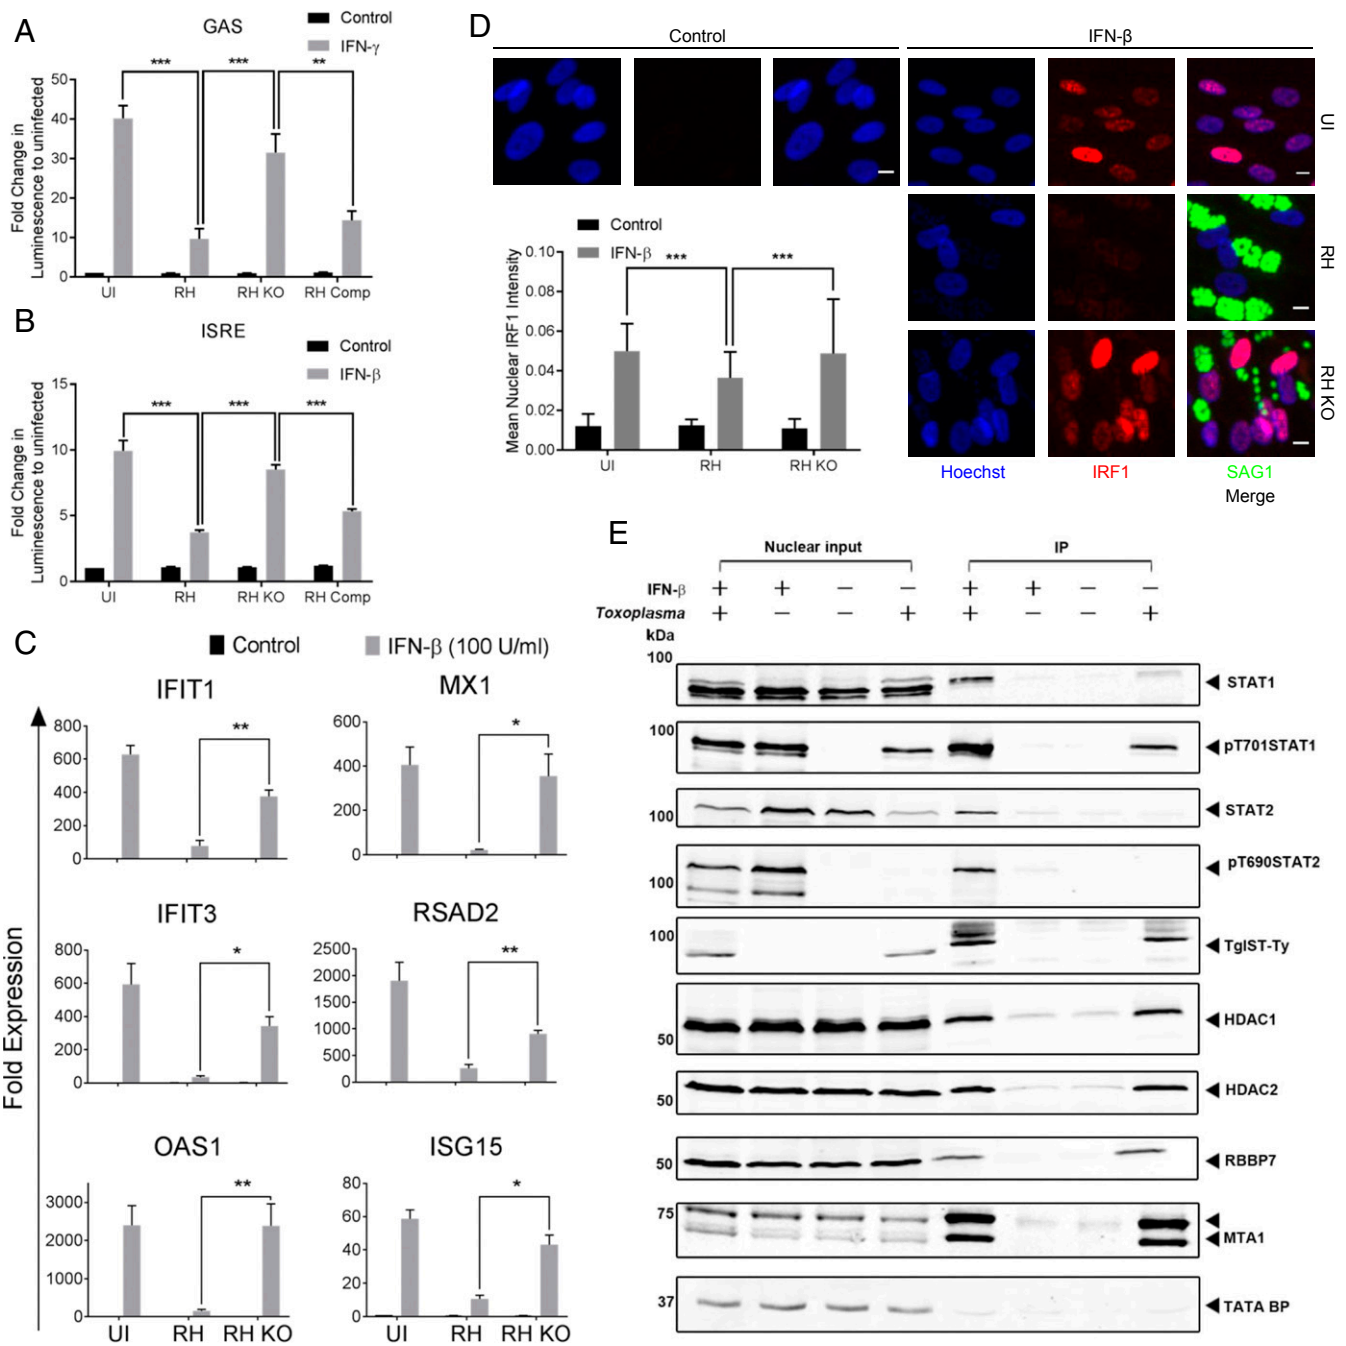 A
GAS
Control
IFN-γ
Fold Change in
Luminescence to uninfected
50
40
30
20
10
0
***
***
**
UI
RH
RH KO
RH Comp
B
ISRE
Control
IFN-β
Fold Change in
Luminescence to uninfected
15
10
5
0
***
***
***
UI
RH
RH KO
RH Comp
C
Control
IFN-β (100 U/ml)
Fold Expression
IFIT1
800
600
400
200
0
**
MX1
600
400
200
0
*
IFIT3
800
600
400
200
0
*
RSAD2
2500
2000
1500
1000
500
0
**
OAS1
3000
2000
1000
0
**
UI
RH
RH KO
ISG15
80
60
40
20
0
*
UI
RH
RH KO
D
Control
IFN-β
UI
RH
RH KO
Hoechst
IRF1
SAG1
Merge
Control
IFN-β
Mean Nuclear IRF1 Intensity
0.10
0.08
0.06
0.04
0.02
0.00
***
***
UI
RH
RH KO
E
Nuclear input
IP
IFN-β + + − − + + − −
Toxoplasma + − − + + − − +
kDa
100
STAT1
100
pT701STAT1
100
STAT2
100
pT690STAT2
100
TgIST-Ty
50
HDAC1
50
HDAC2
50
RBBP7
75
MTA1
37
TATA BP